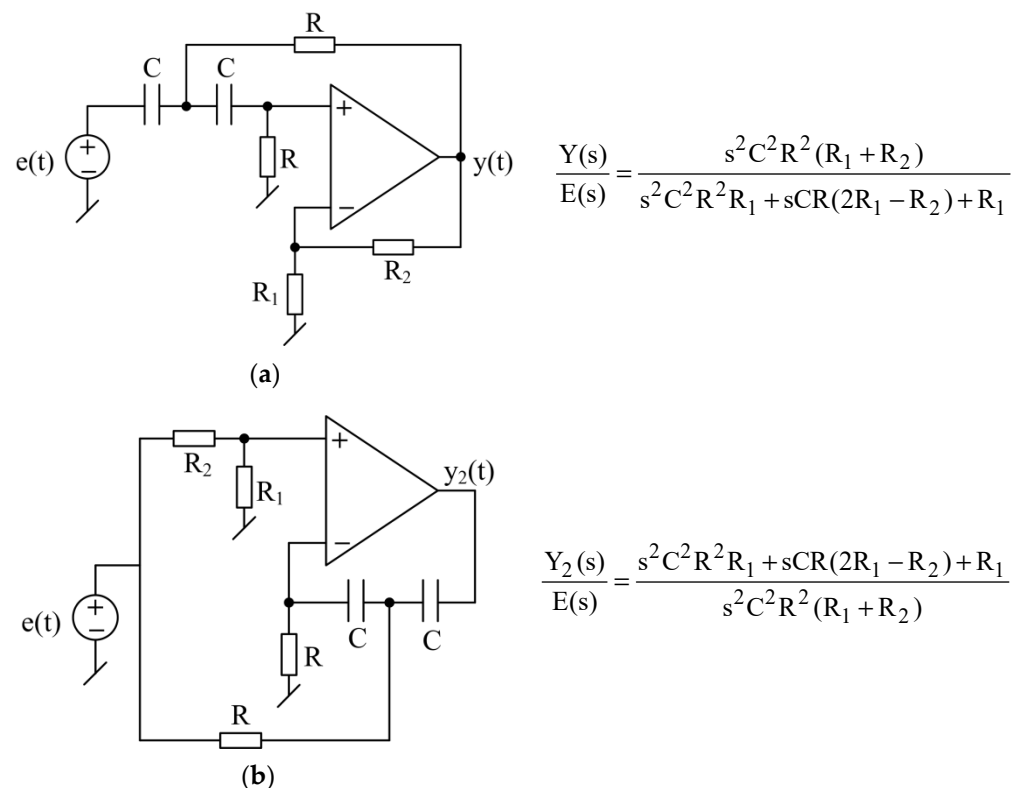 R
C C
+
+
−
e(t)
R
y(t)
−
R₂
R₁
Y(s)/E(s) = s²C²R²(R₁ + R₂) / s²C²R²R₁ + sCR(2R₁ − R₂) + R₁
(a)
+
R₂
y₂(t)
R₁
−
+
−
e(t)
C
C
R
R
Y₂(s)/E(s) = s²C²R²R₁ + sCR(2R₁ − R₂) + R₁ / s²C²R²(R₁ + R₂)
(b)